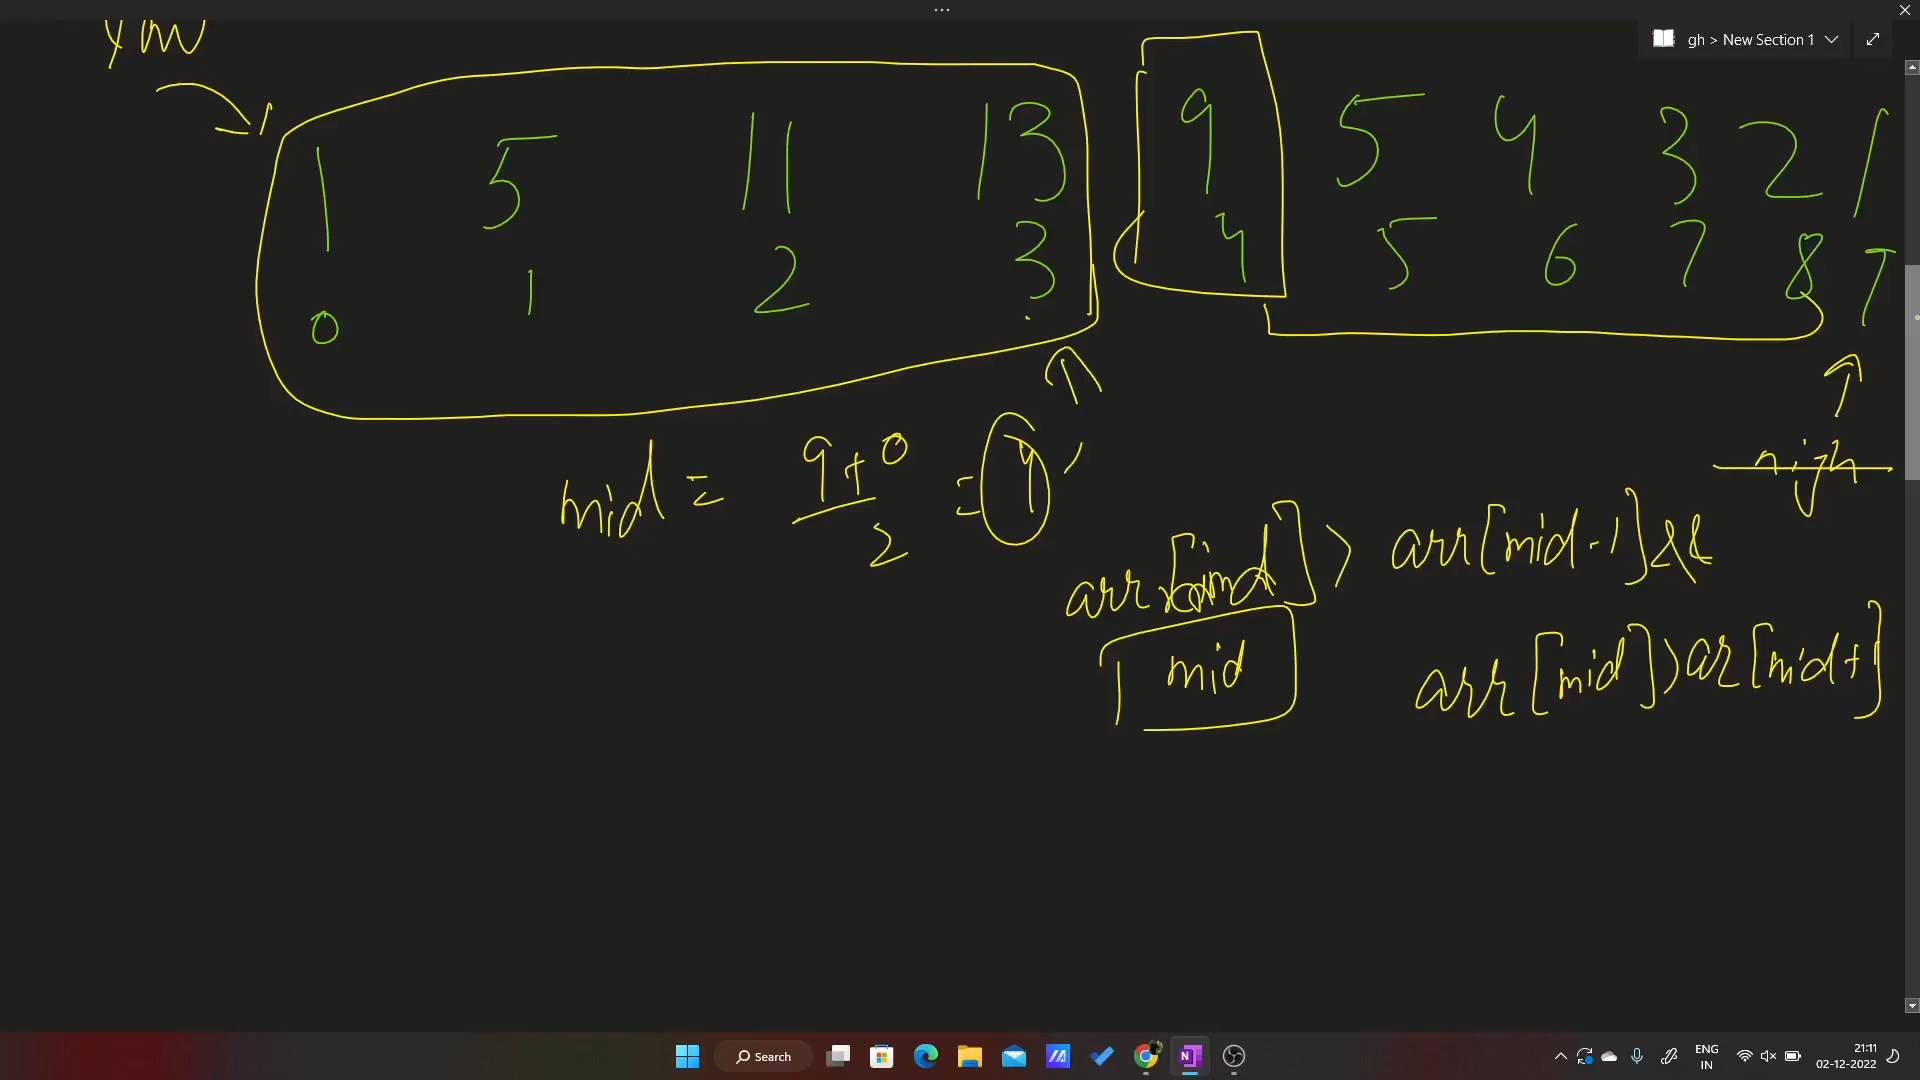 gh > New Section 1
1 5 11 13 9 5 4 3 2 1
0 1 2 3 4 5 6 7 8
mid = 9+0 = 4
2
high
arr[mid] > arr[mid-1] &&
mid
arr[mid] > ar[mid+1]
Search
ENG
IN
21:11
02-12-2022